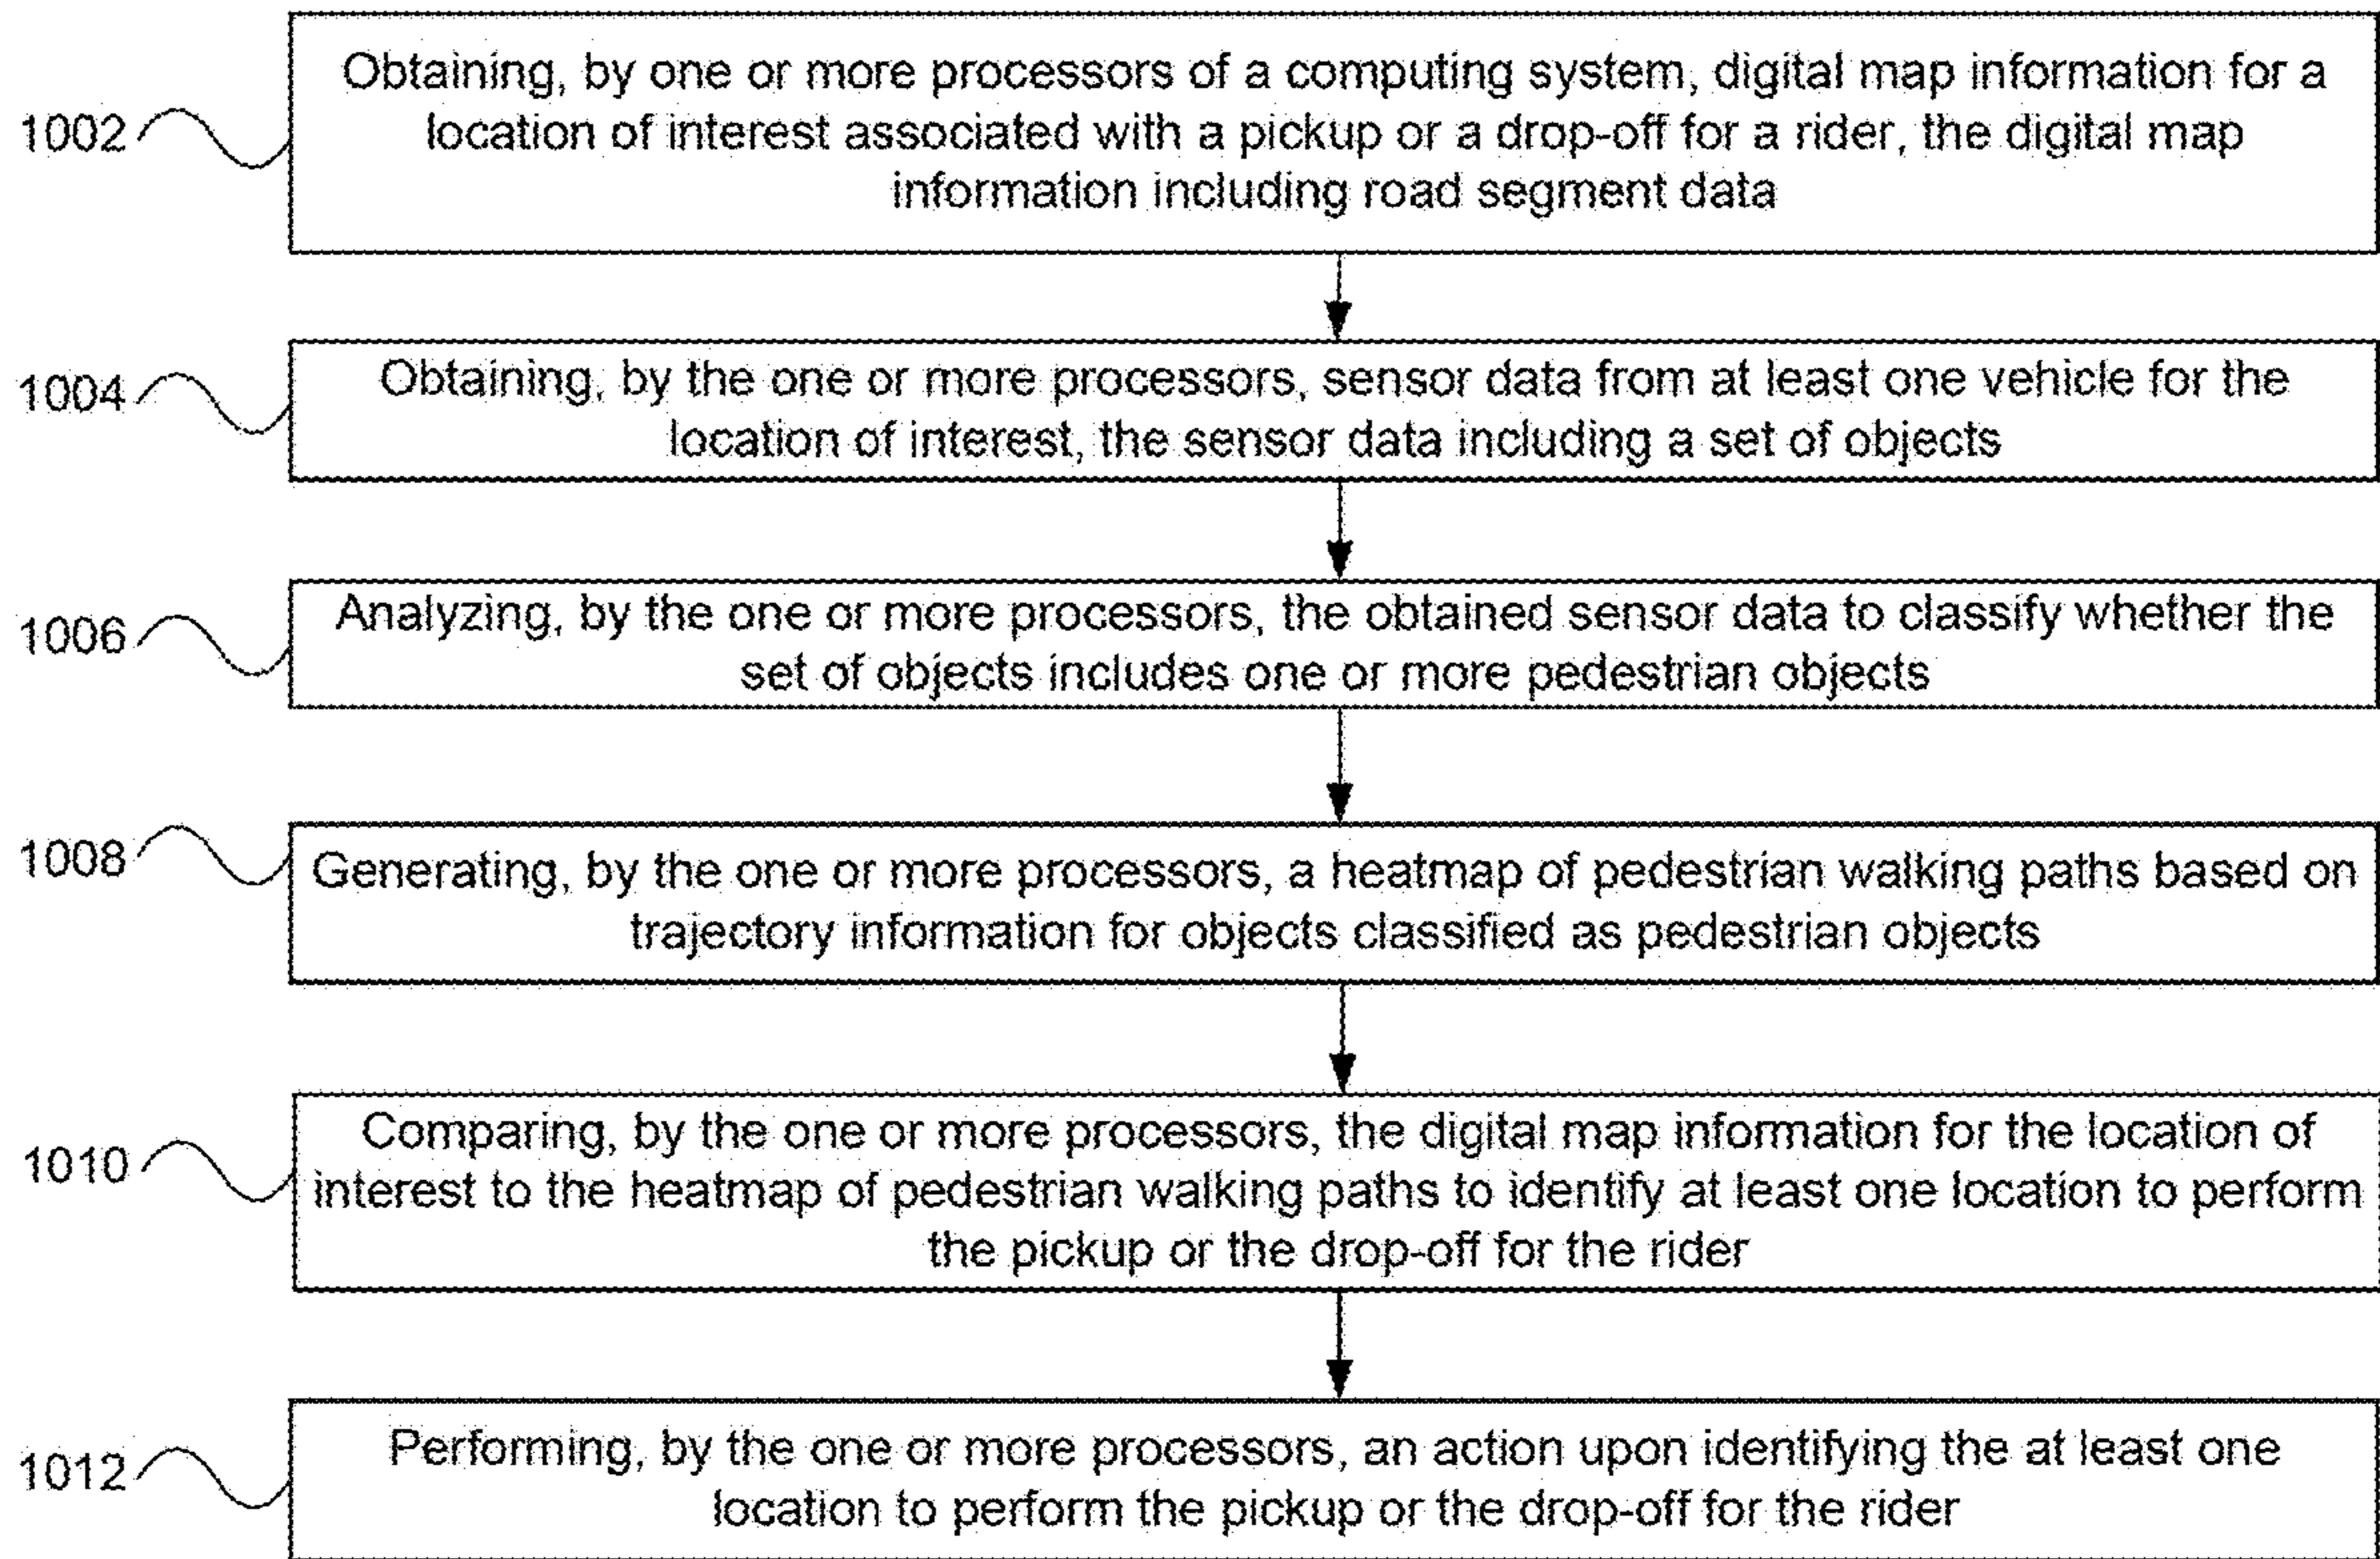 1002
Obtaining, by one or more processors of a computing system, digital map information for a
location of interest associated with a pickup or a drop-off for a rider, the digital map
information including road segment data
1004
Obtaining, by the one or more processors, sensor data from at least one vehicle for the
location of interest, the sensor data including a set of objects
1006
Analyzing, by the one or more processors, the obtained sensor data to classify whether the
set of objects includes one or more pedestrian objects
1008
Generating, by the one or more processors, a heatmap of pedestrian walking paths based on
trajectory information for objects classified as pedestrian objects
1010
Comparing, by the one or more processors, the digital map information for the location of
interest to the heatmap of pedestrian walking paths to identify at least one location to perform
the pickup or the drop-off for the rider
1012
Performing, by the one or more processors, an action upon identifying the at least one
location to perform the pickup or the drop-off for the rider